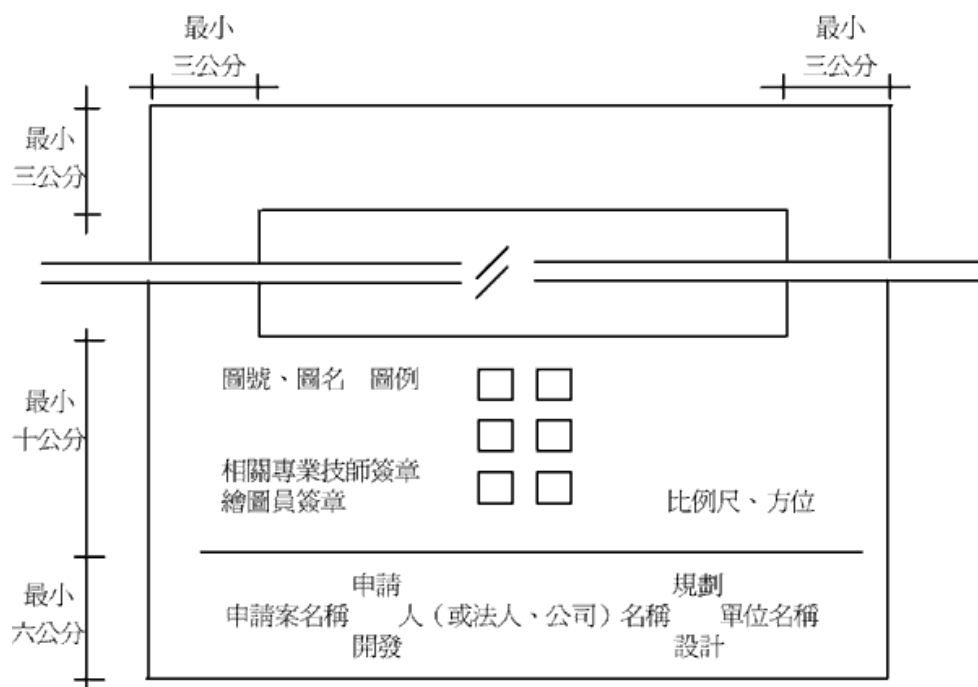 最小
三公分
最小
三公分
最小
三公分
最小
十公分
圖號、圖名 圖例
相關專業技師簽章
繪圖員簽章
比例尺、方位
最小
六公分
申請 規劃
申請案名稱 人（或法人、公司）名稱 單位名稱
開發 設計